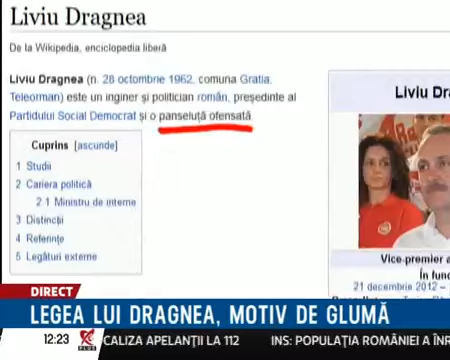 Liviu Dragnea
De la Wikipedia, enciclopedia liberă
Liviu Dragnea (n. 28 octombrie 1962, comuna Gratia,
Teleorman) este un inginer și politician român, președinte al
Partidului Social Democrat și o panseluță ofensată
Cuprins [ascunde]
1 Studii
2 Cariera politică
2.1 Ministru de interne
3 Distincții
4 Referințe
5 Legături externe
Liviu Dra
Vice-premier a
În func
21 decembrie 2012 –
DIRECT
LEGEA LUI DRAGNEA, MOTIV DE GLUMĂ
12:23
PLUS
CALIZA APELANȚII LA 112
INS: POPULAȚIA ROMÂNIEI A ÎNR